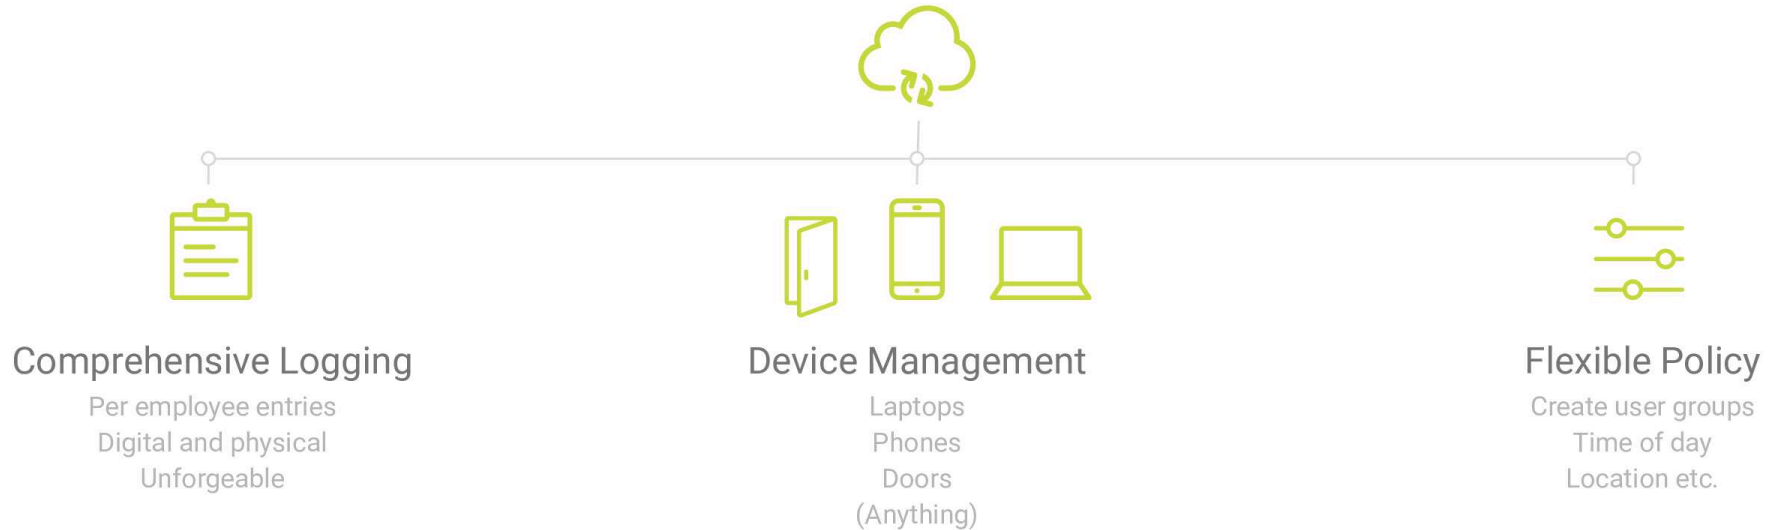 Comprehensive Logging
Per employee entries
Digital and physical
Unforgeable
Device Management
Laptops
Phones
Doors
(Anything)
Flexible Policy
Create user groups
Time of day
Location etc.